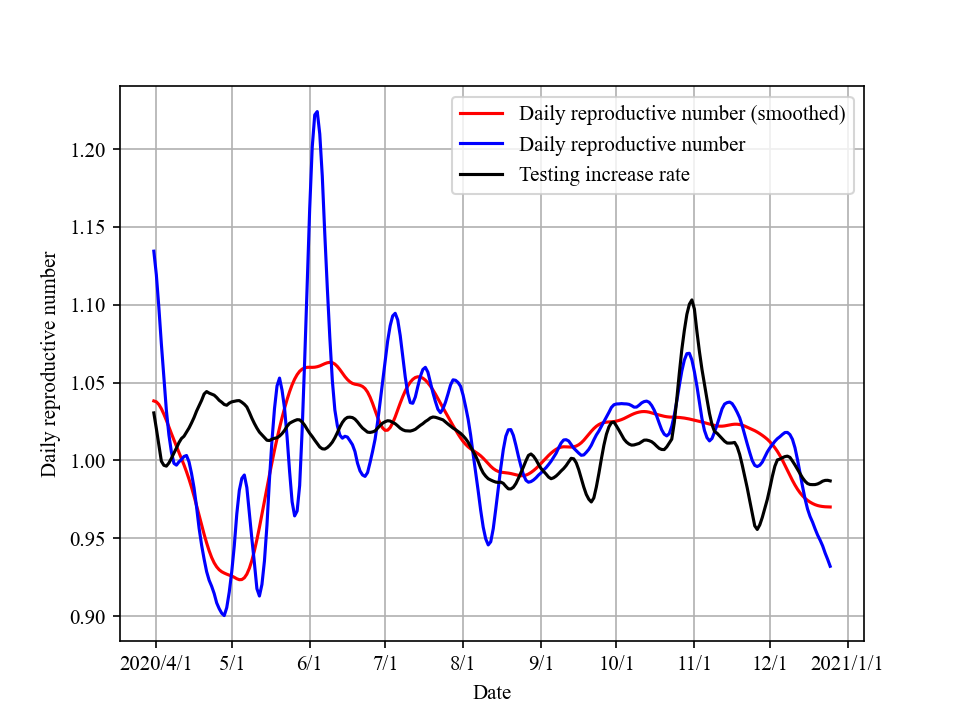 Daily reproductive number (smoothed)
Daily reproductive number
Testing increase rate
Daily reproductive number
1.20
1.15
1.10
1.05
1.00
0.95
0.90
2020/4/1 5/1 6/1 7/1 8/1 9/1 10/1 11/1 12/1 2021/1/1
Date